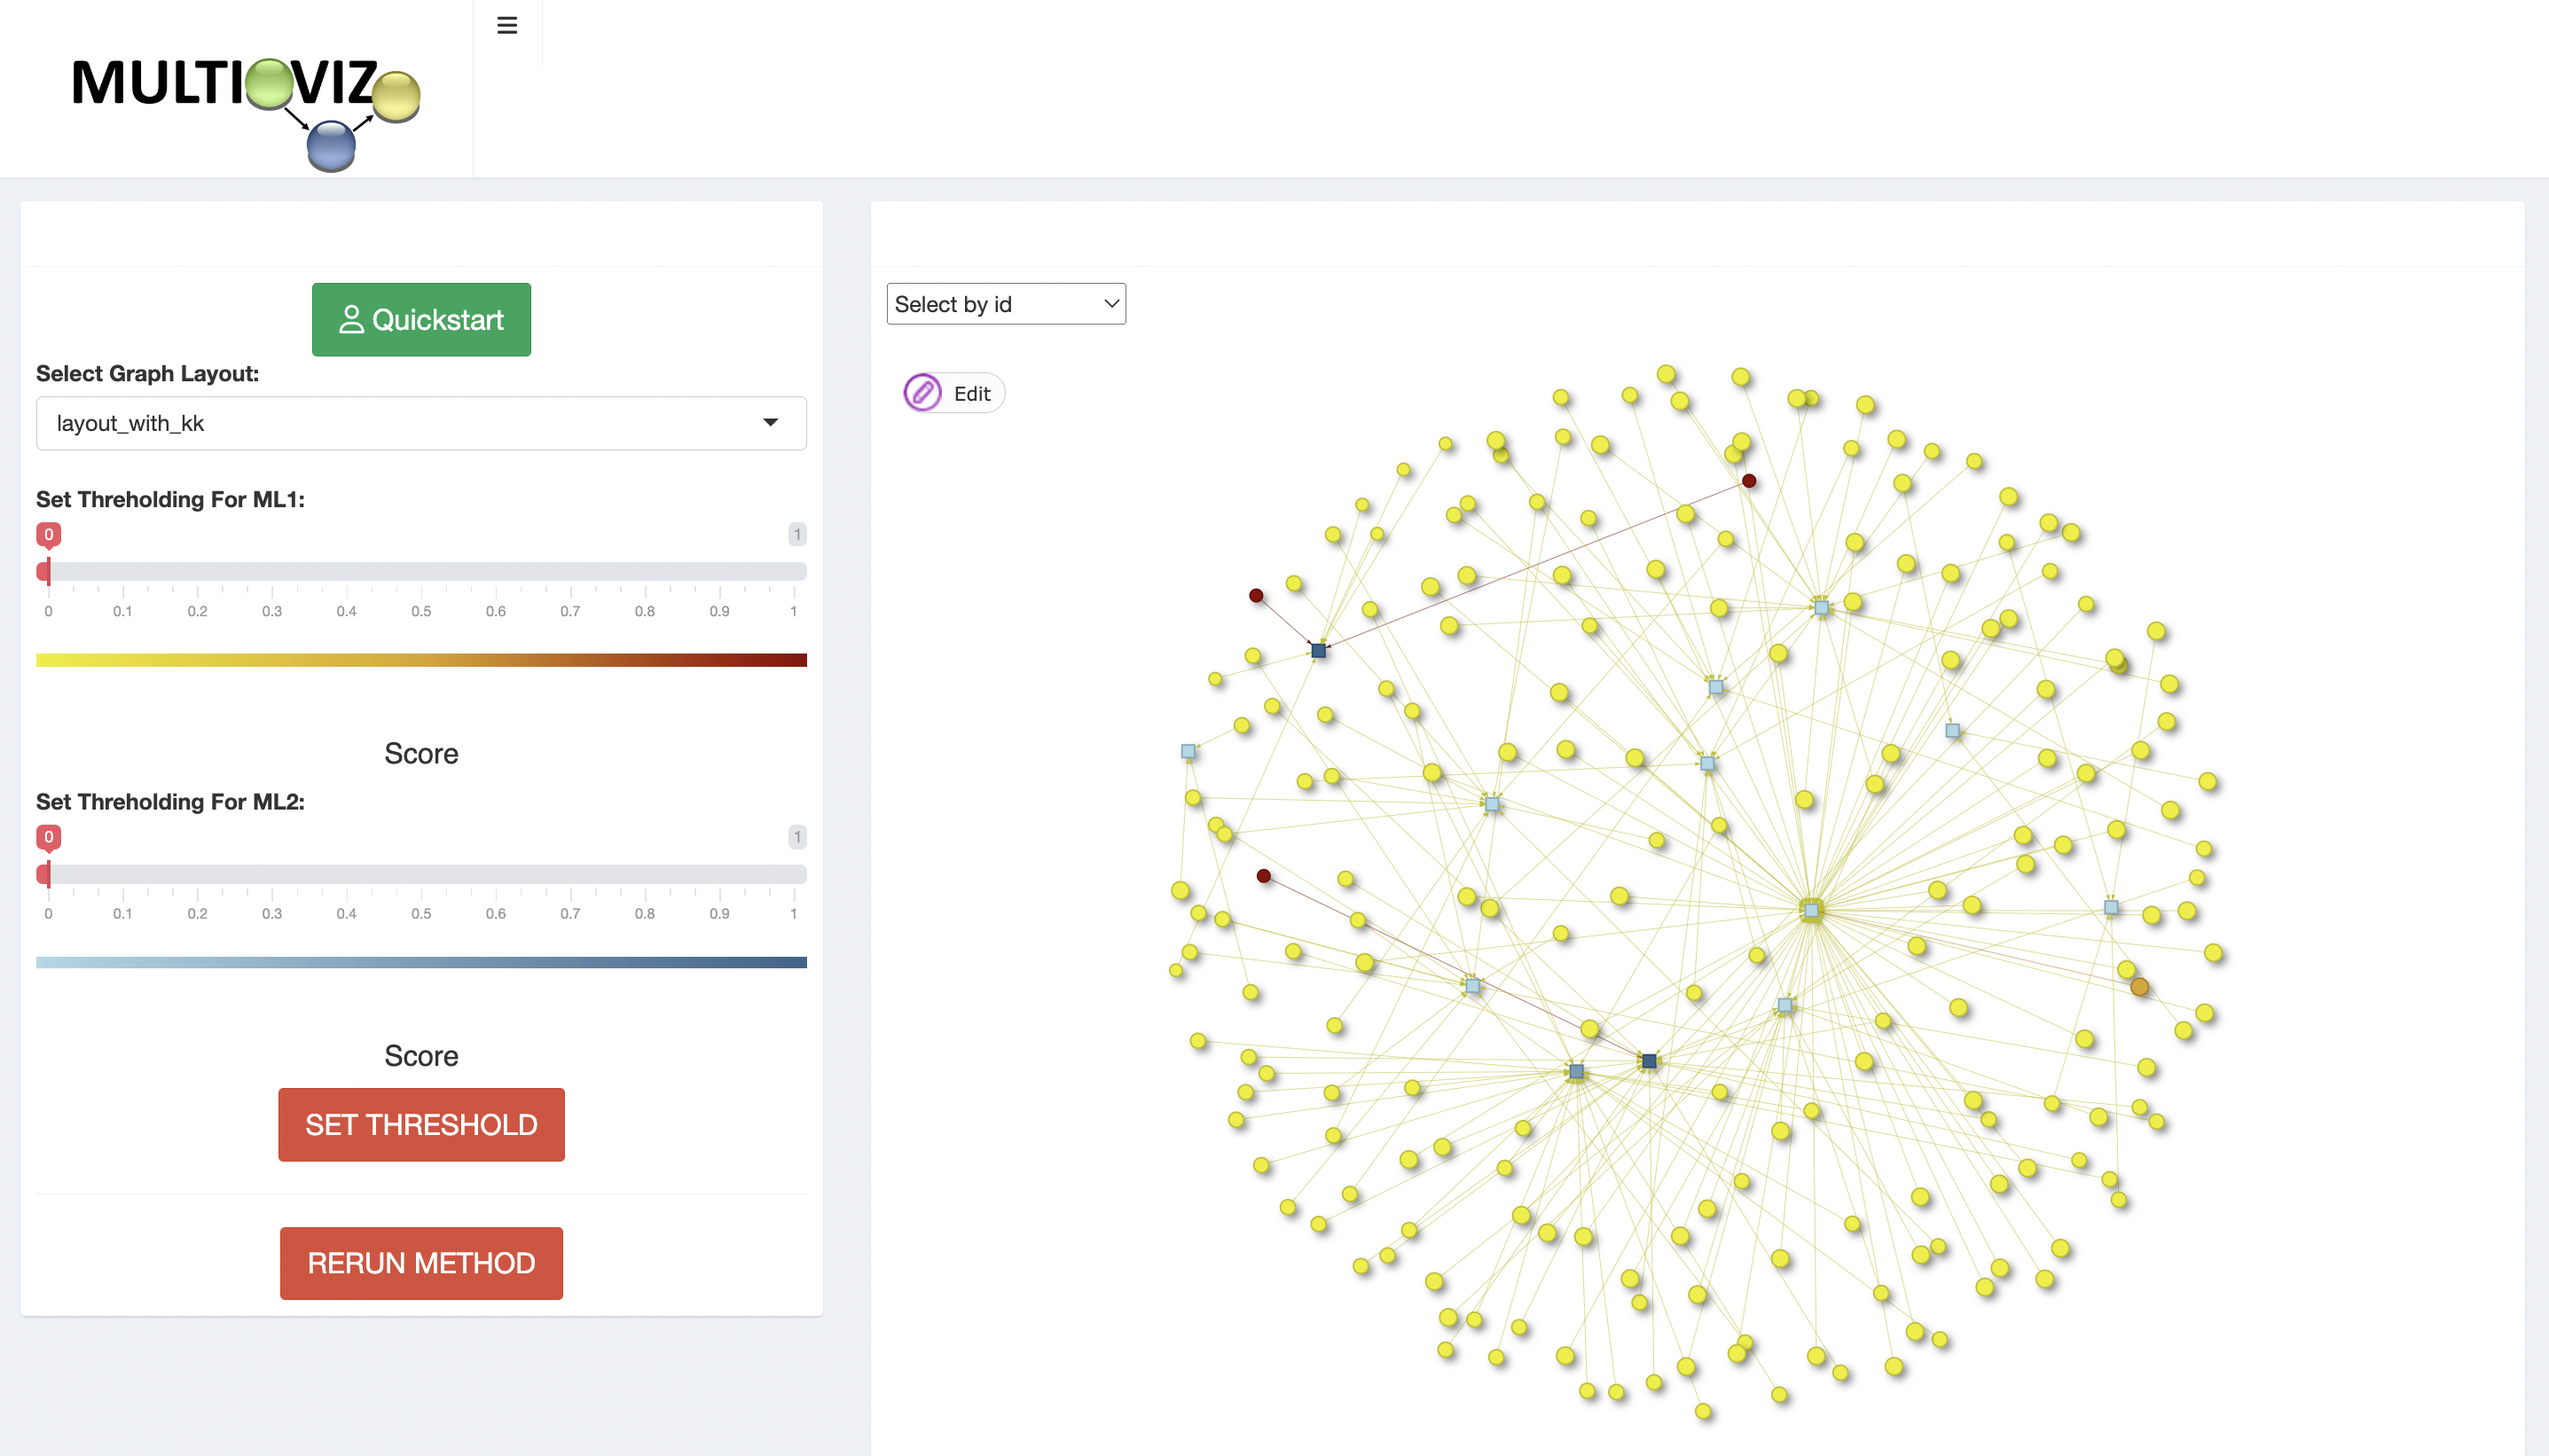 MULTIOVIZ
Quickstart
Select Graph Layout:
layout_with_kk
Set Threholding For ML1:
0 1
0 0.1 0.2 0.3 0.4 0.5 0.6 0.7 0.8 0.9 1
Score
Set Threholding For ML2:
0 1
0 0.1 0.2 0.3 0.4 0.5 0.6 0.7 0.8 0.9 1
Score
SET THRESHOLD
RERUN METHOD
Select by id
Edit